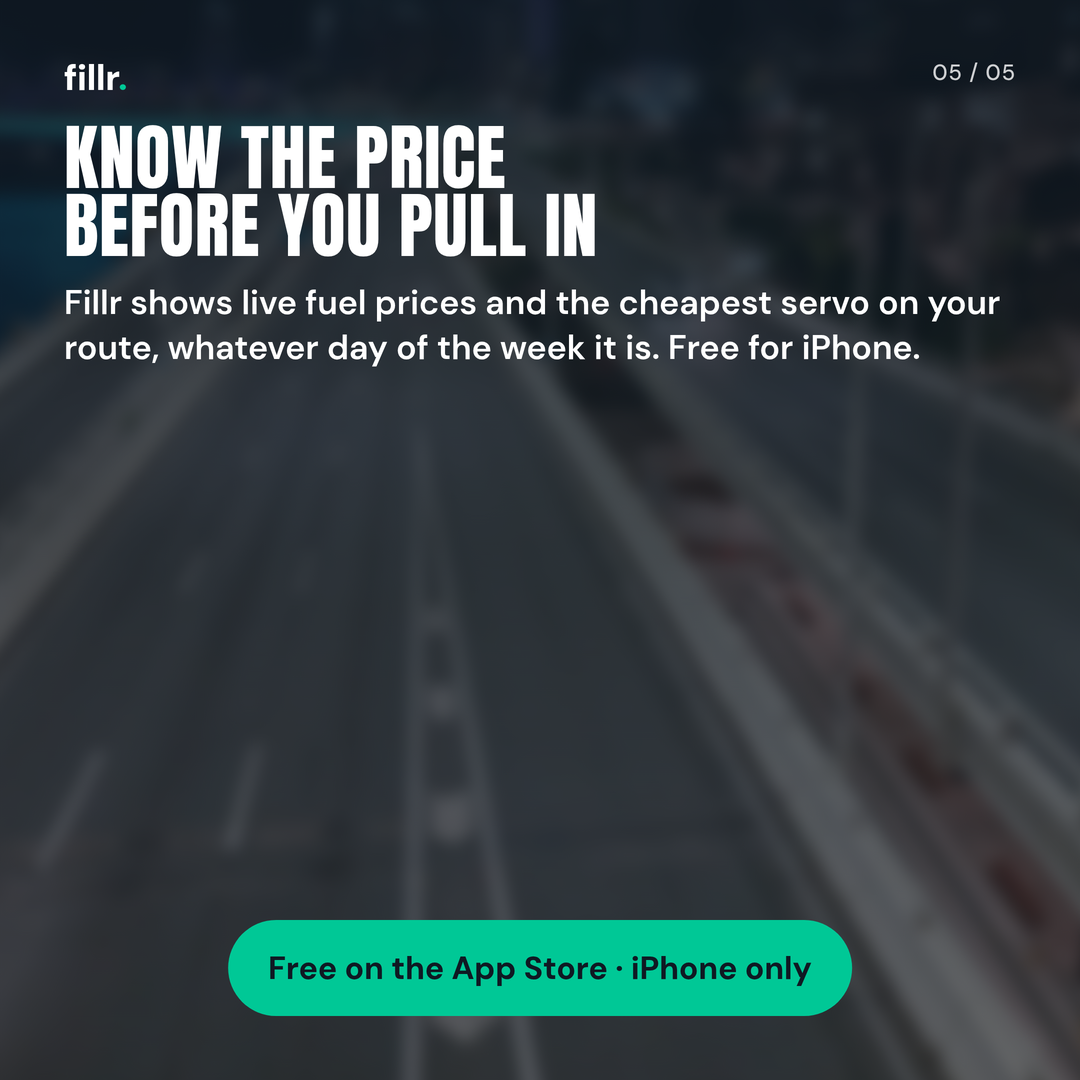 fillr.
05 / 05
KNOW THE PRICE
BEFORE YOU PULL IN
Fillr shows live fuel prices and the cheapest servo on your
route, whatever day of the week it is. Free for iPhone.
Free on the App Store · iPhone only